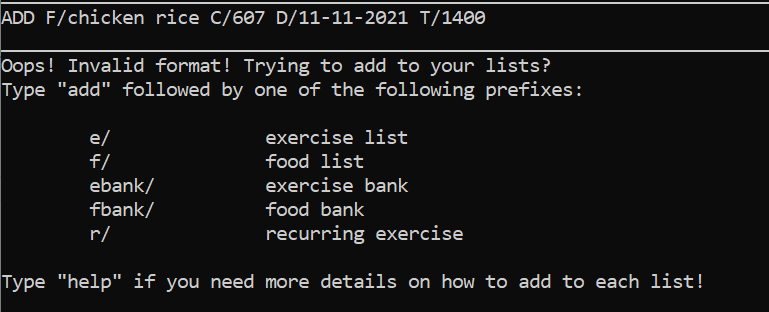 ADD F/chicken rice C/607 D/11-11-2021 T/1400
Oops! Invalid format! Trying to add to your lists?
Type "add" followed by one of the following prefixes:
e/ exercise list
f/ food list
ebank/ exercise bank
fbank/ food bank
r/ recurring exercise
Type "help" if you need more details on how to add to each list!